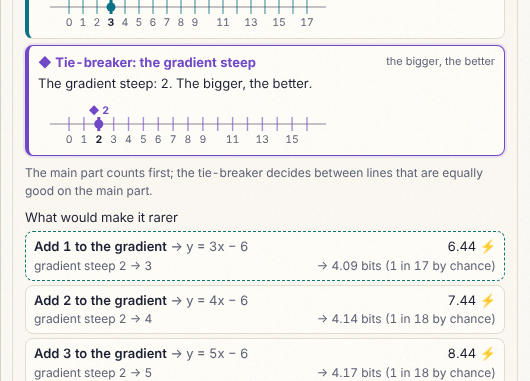 0 1 2 3 4 5 6 7 8 9 11 13 15 17
◆ Tie-breaker: the gradient steep the bigger, the better
The gradient steep: 2. The bigger, the better.
◆ 2
0 1 2 3 4 5 6 7 8 9 11 13 15
The main part counts first; the tie-breaker decides between lines that are equally
good on the main part.
What would make it rarer
Add 1 to the gradient → y = 3x − 6 6.44 ⚡
gradient steep 2 → 3 → 4.09 bits (1 in 17 by chance)
Add 2 to the gradient → y = 4x − 6 7.44 ⚡
gradient steep 2 → 4 → 4.14 bits (1 in 18 by chance)
Add 3 to the gradient → y = 5x − 6 8.44 ⚡
gradient steep 2 → 5 → 4.17 bits (1 in 18 by chance)